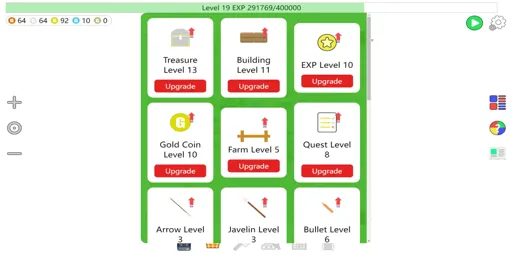 Level 19 EXP 291769/400000
64 64 92 10 0
Treasure
Level 13
Upgrade
Building
Level 11
Upgrade
EXP Level 10
Upgrade
Gold Coin
Level 10
Upgrade
Farm Level 5
Upgrade
Quest Level
8
Upgrade
Arrow Level
3
Javelin Level
3
Bullet Level
6